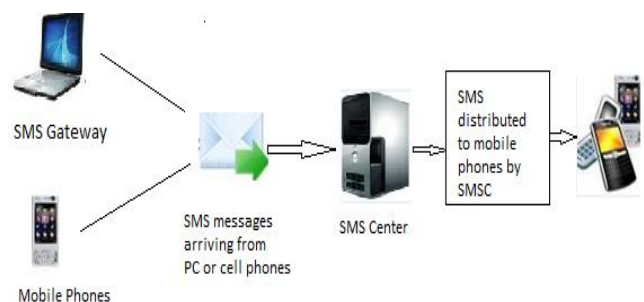 SMS Gateway
Mobile Phones
SMS messages
arriving from
PC or cell phones
SMS Center
SMS
distributed
to mobile
phones by
SMSC